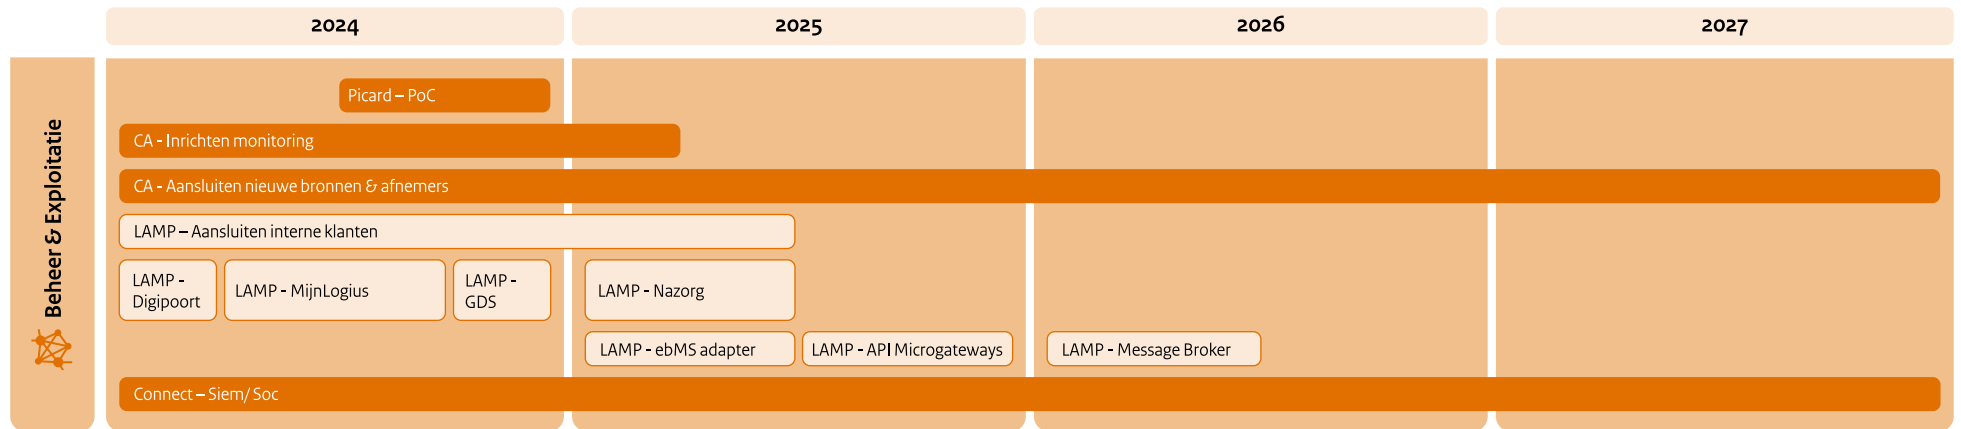 2024
2025
2026
2027
Beheer & Exploitatie
Picard – PoC
CA - Inrichten monitoring
CA - Aansluiten nieuwe bronnen & afnemers
LAMP – Aansluiten interne klanten
LAMP -
Digipoort
LAMP - MijnLogius
LAMP -
GDS
LAMP - Nazorg
LAMP - ebMS adapter
LAMP - API Microgateways
LAMP - Message Broker
Connect – Siem/ Soc